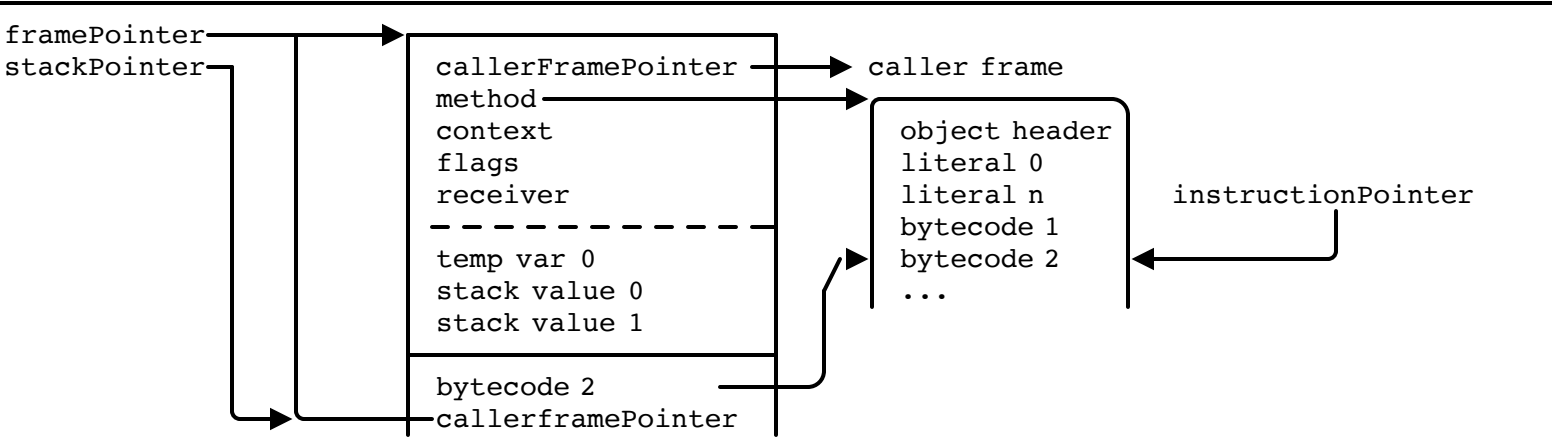 framePointer
stackPointer
callerFramePointer
method
context
flags
receiver
temp var 0
stack value 0
stack value 1
bytecode 2
callerframePointer
caller frame
object header
literal 0
literal n
bytecode 1
bytecode 2
...
instructionPointer